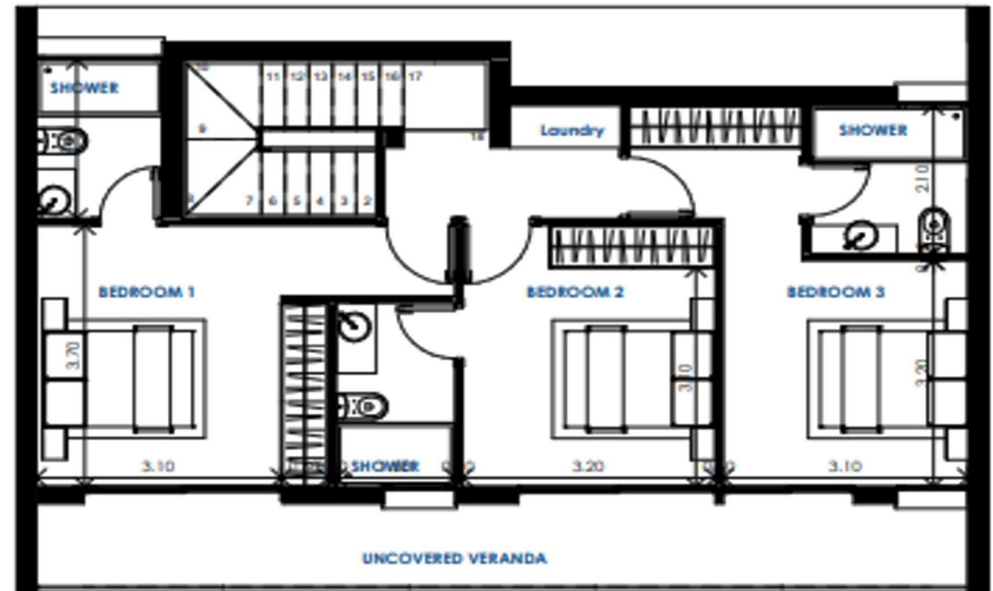 10 11 12 13 14 15 16 17
SHOWER
Laundry
SHOWER
9
18
2.10
8 7 6 5 4 3 2
BEDROOM 1
BEDROOM 2
BEDROOM 3
3.70
3.20
3.10
SHOWER
3.20
3.10
UNCOVERED VERANDA